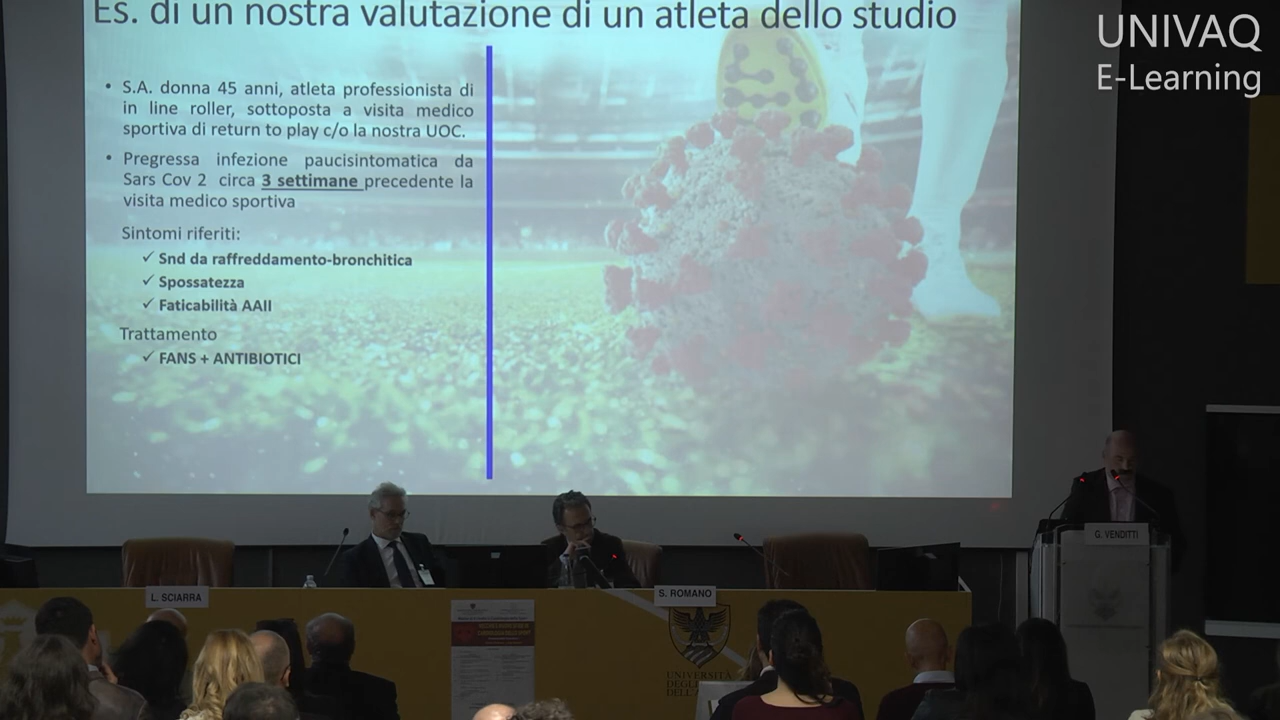 Es. di un nostra valutazione di un atleta dello studio
UNIVAQ
E-Learning
• S.A. donna 45 anni, atleta professionista di
in line roller, sottoposta a visita medico
sportiva di return to play c/o la nostra UOC.
• Pregressa infezione paucisintomatica da
Sars Cov 2 circa 3 settimane precedente la
visita medico sportiva
Sintomi riferiti:
✓ Snd da raffreddamento-bronchitica
✓ Spossatezza
✓ Faticabilità AAII
Trattamento
✓ FANS + ANTIBIOTICI
G. VENDITTI
L. SCIARRA
S. ROMANO
UNIVERSITÀ
DEGLI
DELL'A